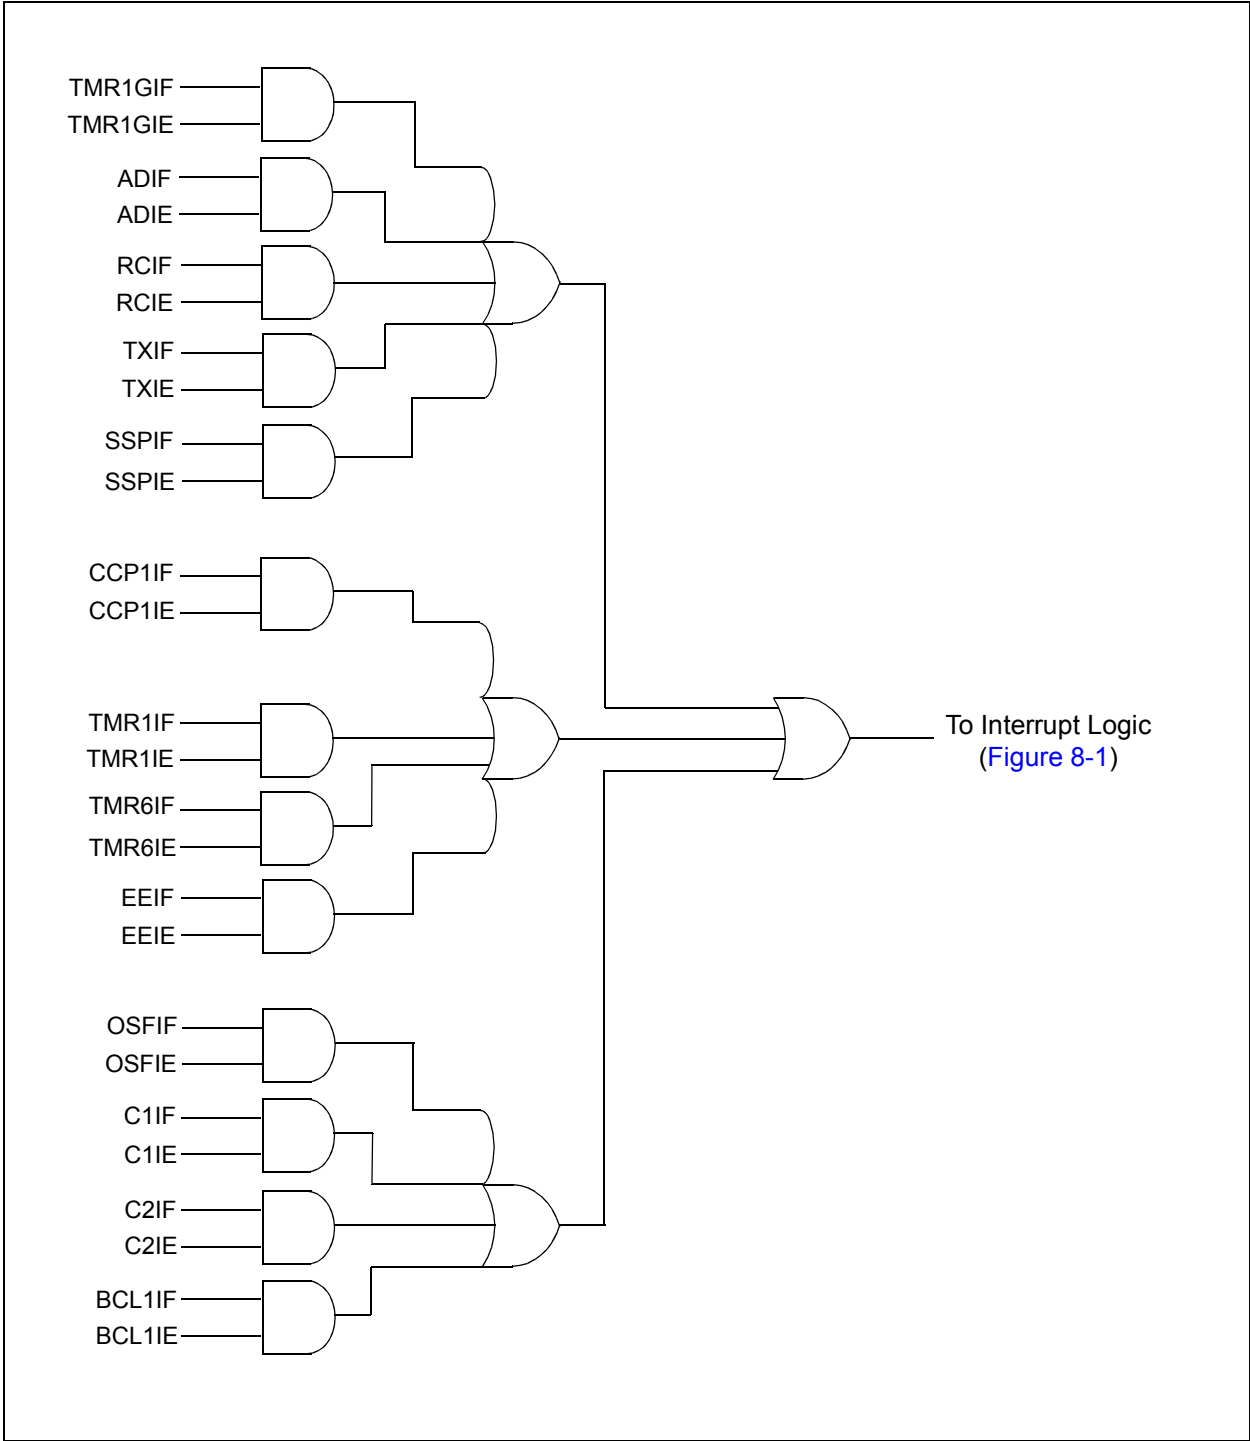 TMR1GIF
TMR1GIE
ADIF
ADIE
RCIF
RCIE
TXIF
TXIE
SSPIF
SSPIE
CCP1IF
CCP1IE
TMR1IF
TMR1IE
TMR6IF
TMR6IE
EEIF
EEIE
OSFIF
OSFIE
C1IF
C1IE
C2IF
C2IE
BCL1IF
BCL1IE
To Interrupt Logic
(Figure 8-1)